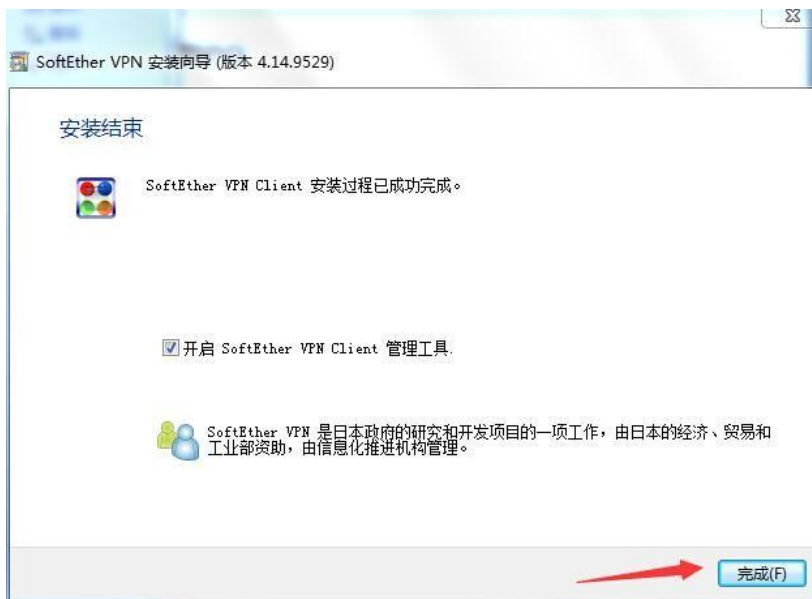 SoftEther VPN 安装向导 (版本 4.14.9529)
安装结束
SoftEther VPN Client 安装过程已成功完成。
开启 SoftEther VPN Client 管理工具.
SoftEther VPN 是日本政府的研究和开发项目的一项工作，由日本的经济、贸易和
工业部资助，由信息化推进机构管理。
完成(F)